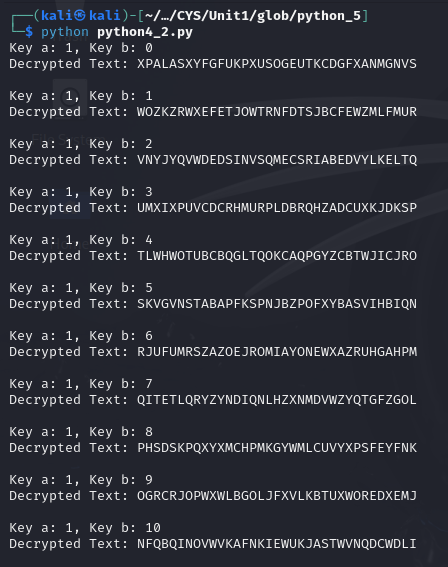 ┌──(kali㉿kali)-[~/…/CYS/Unit1/glob/python_5]
└─$ python python4_2.py
Key a: 1, Key b: 0
Decrypted Text: XPALASXYFGFUKPXUSOGEUTKCDGFXANMGNVS
Key a: 1, Key b: 1
Decrypted Text: WOZKZRWXEFETJOWTRNFDTSJBCFEWZMLFMUR
Key a: 1, Key b: 2
Decrypted Text: VNYJYQVWDEDSINVSQMECSRIABEDVYLKELTQ
Key a: 1, Key b: 3
Decrypted Text: UMXIXPUVCDCRHMURPLDBRQHZADCUXKJDKSP
Key a: 1, Key b: 4
Decrypted Text: TLWHWOTUBCBQGLTQOKCAQPGYZCBTWJICJRO
Key a: 1, Key b: 5
Decrypted Text: SKVGVNSTABAPFKSPNJBZPOFXYBASVIHBIQN
Key a: 1, Key b: 6
Decrypted Text: RJUFUMRSZAZOEJROMIAYONEWXAZRUHGAHPM
Key a: 1, Key b: 7
Decrypted Text: QITETLQRYZYNDIQNLHZXNMDVWZYQTGFZGOL
Key a: 1, Key b: 8
Decrypted Text: PHSDSKPQXYXMCHPMKGYWMLCUVYXPSFEYFNK
Key a: 1, Key b: 9
Decrypted Text: OGRCRJOPWXWLBGOLJFXVLKBTUXWOREDXEMJ
Key a: 1, Key b: 10
Decrypted Text: NFQBQINOVWVKAFNKIEWUKJASTWVNQDCWDLI